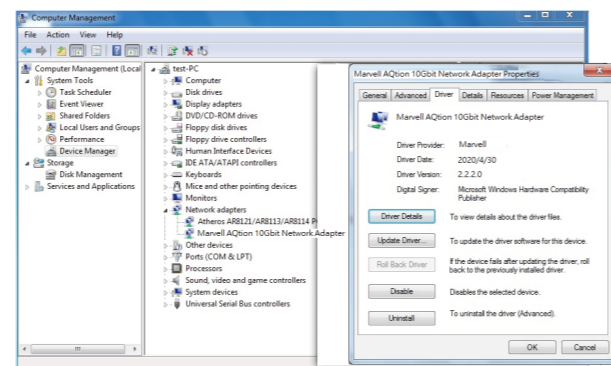 Computer Management
File Action View Help
Computer Management (Local
System Tools
Task Scheduler
Event Viewer
Shared Folders
Local Users and Groups
Performance
Device Manager
Storage
Disk Management
Services and Applications
test-PC
Computer
Disk drives
Display adapters
DVD/CD-ROM drives
Floppy disk drives
Floppy drive controllers
Human Interface Devices
IDE ATA/ATAPI controllers
Keyboards
Mice and other pointing devices
Monitors
Network adapters
Atheros AR8121/AR8113/AR8114 P
Marvell AQtion 10Gbit Network Adapter
Other devices
Ports (COM & LPT)
Processors
Sound, video and game controllers
System devices
Universal Serial Bus controllers
Marvell AQtion 10Gbit Network Adapter Properties
General Advanced Driver Details Resources Power Management
Marvell AQtion 10Gbit Network Adapter
Driver Provider: Marvell
Driver Date: 2020/4/30
Driver Version: 2.2.2.0
Digital Signer: Microsoft Windows Hardware Compatibility
Publisher
Driver Details To view details about the driver files.
Update Driver... To update the driver software for this device.
Roll Back Driver If the device fails after updating the driver, roll
back to the previously installed driver.
Disable Disables the selected device.
Uninstall To uninstall the driver (Advanced).
OK Cancel